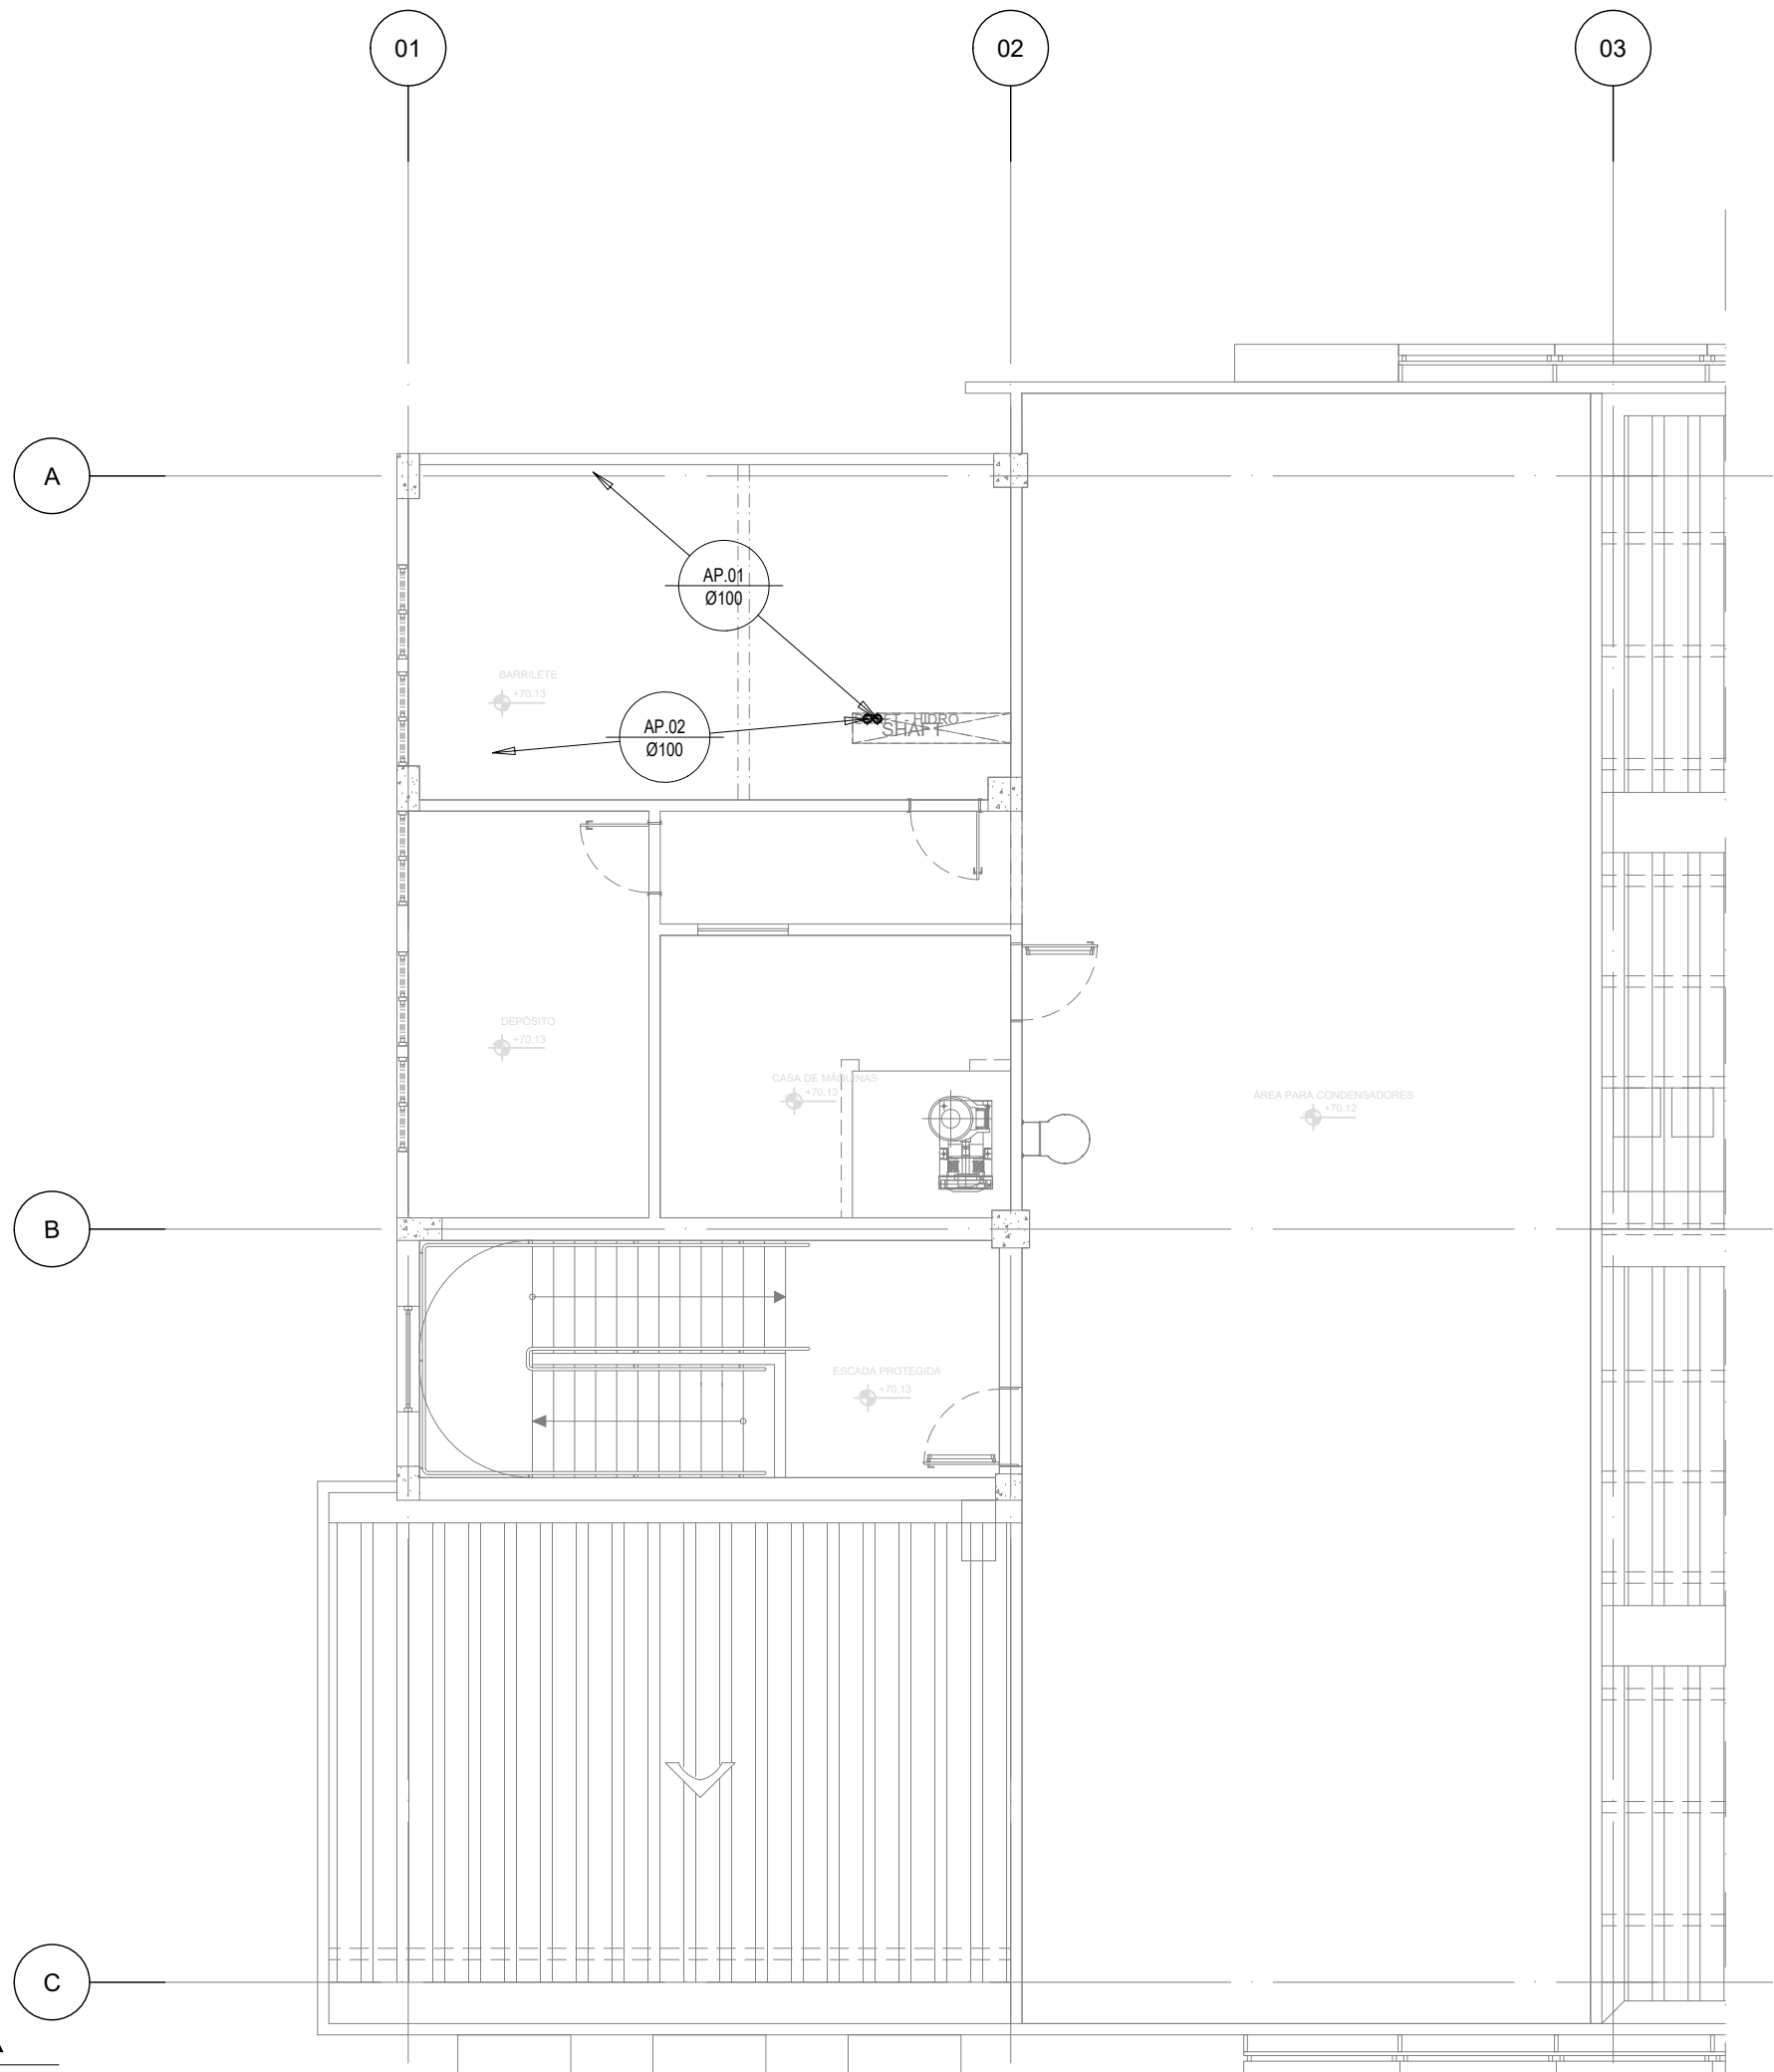 01
02
03
A
AP.01
Ø100
BARRILETE
+70,13
HIDRO
SHAFT
AP.02
Ø100
DEPÓSITO
+70,13
CASA DE MÁQUINAS
+70,13
ÁREA PARA CONDENSADORES
+70,12
B
ESCADA PROTEGIDA
+70,13
C